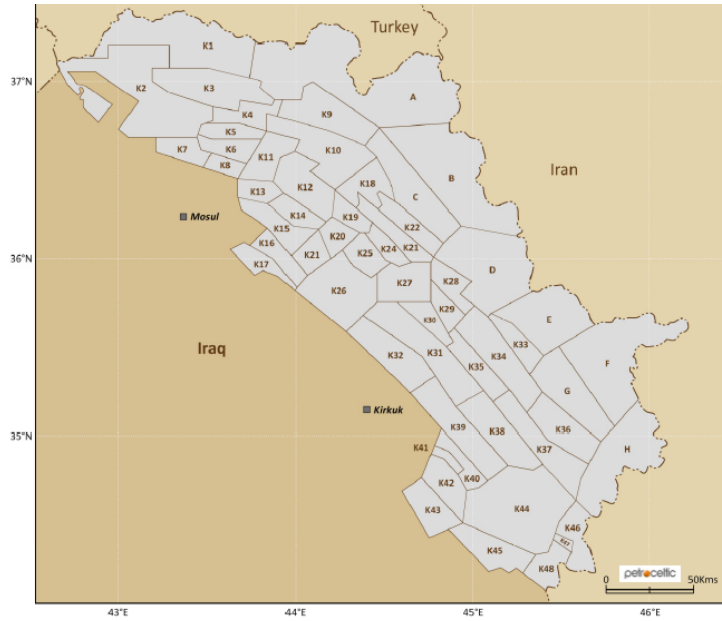 Turkey
K1
37°N
K2
K3
A
K4
K9
K5
K7
K6
K10
K11
K8
B
Iran
K18
K13
K12
C
Mosul
K14
K19
K15
K22
K20
K16
K24
K21
36°N
K17
K21
K25
D
K26
K27
K28
K29
K30
E
Iraq
K32
K31
K33
K34
K35
F
G
Kirkuk
K39
K38
K36
35°N
K41
K37
H
K42
K40
K43
K44
K46
K47
K45
K48
petroceltic
0 50Kms
43°E 44°E 45°E 46°E